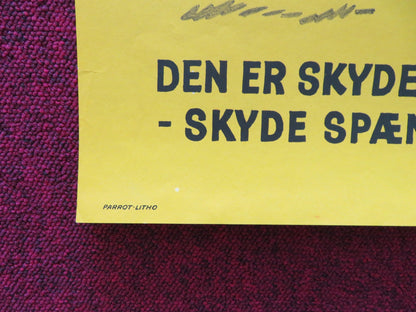 DEN ER SKYDE
- SKYDE SPÆN
PARROT-LITHO